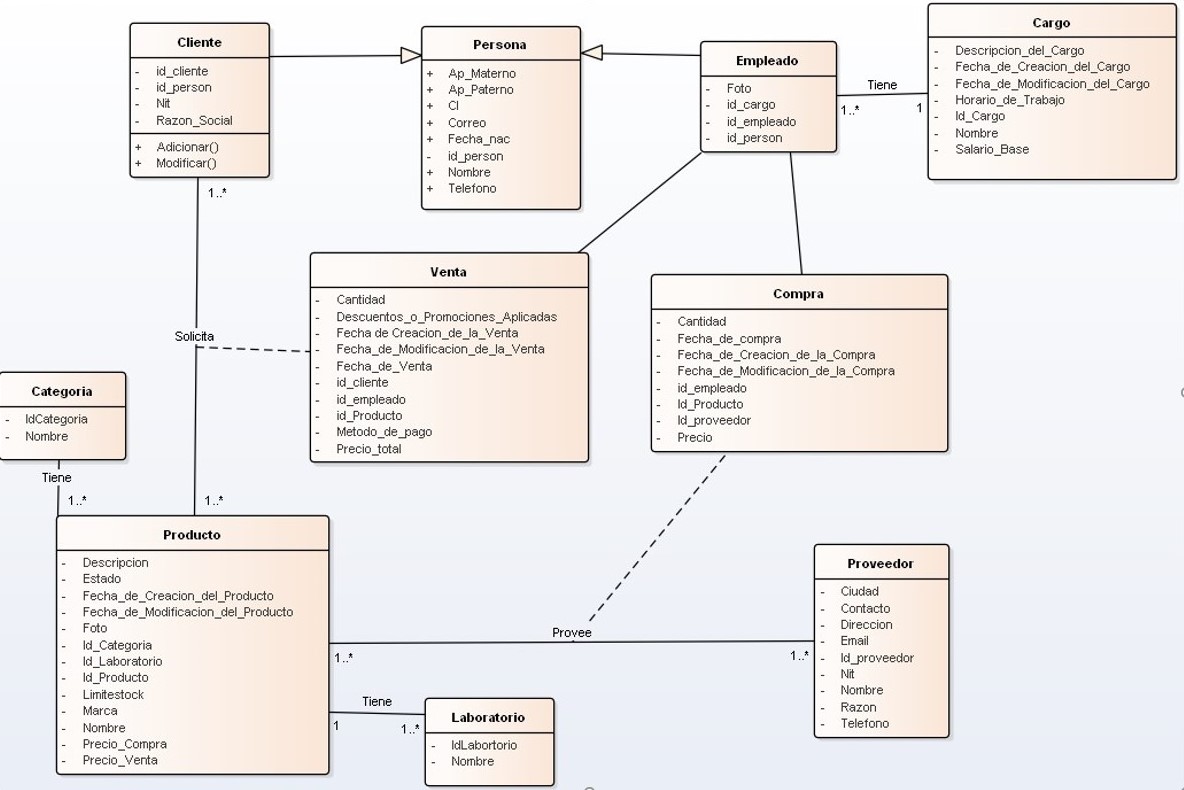 Cliente
- id_cliente
- id_person
- Nit
- Razon_Social
+ Adicionar()
+ Modificar()
Persona
+ Ap_Materno
+ Ap_Paterno
+ CI
+ Correo
+ Fecha_nac
- id_person
+ Nombre
+ Telefono
Empleado
- Foto
- id_cargo
- id_empleado
- id_person
Tiene
1..*
1
Cargo
- Descripcion_del_Cargo
- Fecha_de_Creacion_del_Cargo
- Fecha_de_Modificacion_del_Cargo
- Horario_de_Trabajo
- Id_Cargo
- Nombre
- Salario_Base
1..*
Solicita
1..*
Venta
- Cantidad
- Descuentos_o_Promociones_Aplicadas
- Fecha de Creacion_de_la_Venta
- Fecha_de_Modificacion_de_la_Venta
- Fecha_de_Venta
- id_cliente
- id_empleado
- id_Producto
- Metodo_de_pago
- Precio_total
Compra
- Cantidad
- Fecha_de_compra
- Fecha_de_Creacion_de_la_Compra
- Fecha_de_Modificacion_de_la_Compra
- id_empleado
- Id_Producto
- Id_proveedor
- Precio
Categoria
- IdCategoria
- Nombre
Tiene
1..*
Producto
- Descripcion
- Estado
- Fecha_de_Creacion_del_Producto
- Fecha_de_Modificacion_del_Producto
- Foto
- Id_Categoria
- Id_Laboratorio
- Id_Producto
- Limitestock
- Marca
- Nombre
- Precio_Compra
- Precio_Venta
Provee
1..*
1..*
Proveedor
- Ciudad
- Contacto
- Direccion
- Email
- Id_proveedor
- Nit
- Nombre
- Razon
- Telefono
Tiene
1
1..*
Laboratorio
- IdLabortorio
- Nombre